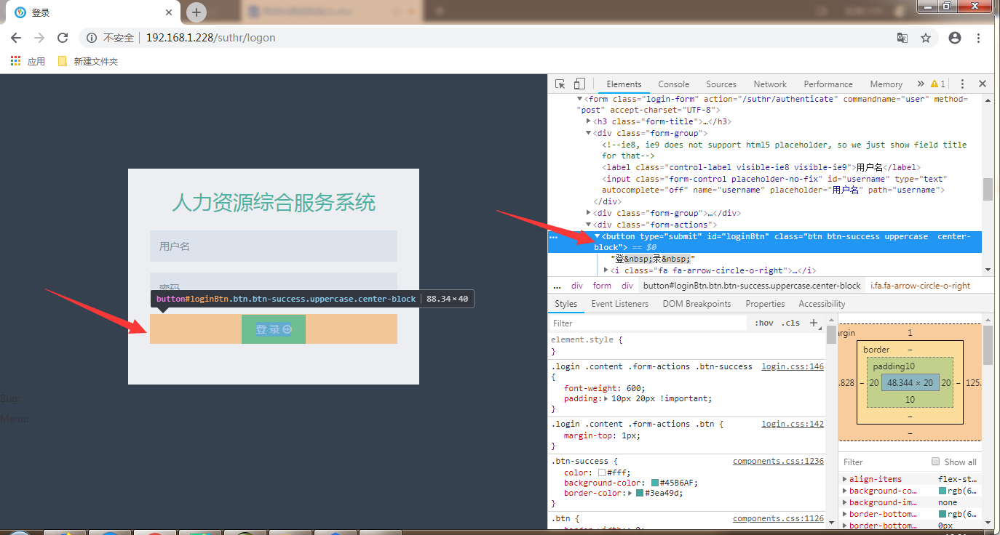 登录
不安全 192.168.1.228/suthr/logon
应用 新建文件夹
人力资源综合服务系统
用户名
密码
button#loginBtn.btn.btn-success.uppercase.center-block 88.34×40
登 录
Bug:
Menu:
Elements Console Sources Network Performance Memory » 1
▼<form class="login-form" action="/suthr/authenticate" commandname="user" method=
"post" accept-charset="UTF-8">
▶<h3 class="form-title">…</h3>
▼<div class="form-group">
<!--ie8, ie9 does not support html5 placeholder, so we just show field title
for that-->
<label class="control-label visible-ie8 visible-ie9">用户名</label>
<input class="form-control placeholder-no-fix" id="username" type="text"
autocomplete="off" name="username" placeholder="用户名" path="username">
</div>
▶<div class="form-group">…</div>
▼<div class="form-actions">
… ▼<button type="submit" id="loginBtn" class="btn btn-success uppercase  center-
block"> == $0
"登&nbsp;录&nbsp;"
▶<i class="fa fa-arrow-circle-o-right">…</i>
… div form div button#loginBtn.btn.btn-success.uppercase.center-block i.fa.fa-arrow-circle-o-right
Styles Event Listeners DOM Breakpoints Properties Accessibility
Filter :hov .cls +
element.style {
}
.login .content .form-actions .btn-success login.css:146
{
font-weight: 600;
padding:▶ 10px 20px !important;
}
.login .content .form-actions .btn { login.css:142
margin-top: 1px;
}
.btn-success { components.css:1236
color: #fff;
background-color: #45B6AF;
border-color:▶ #3ea49d;
}
.btn { components.css:1126
argin 1
border –
padding10
.828 – 20 48.344 × 20 20 – 125.
10
–
–
Filter Show all
▶align-items flex-st…
▶background-co… rgb(6…
▶background-im… none
▶border-bottom… rgb(6…
▶border-bottom… 0px